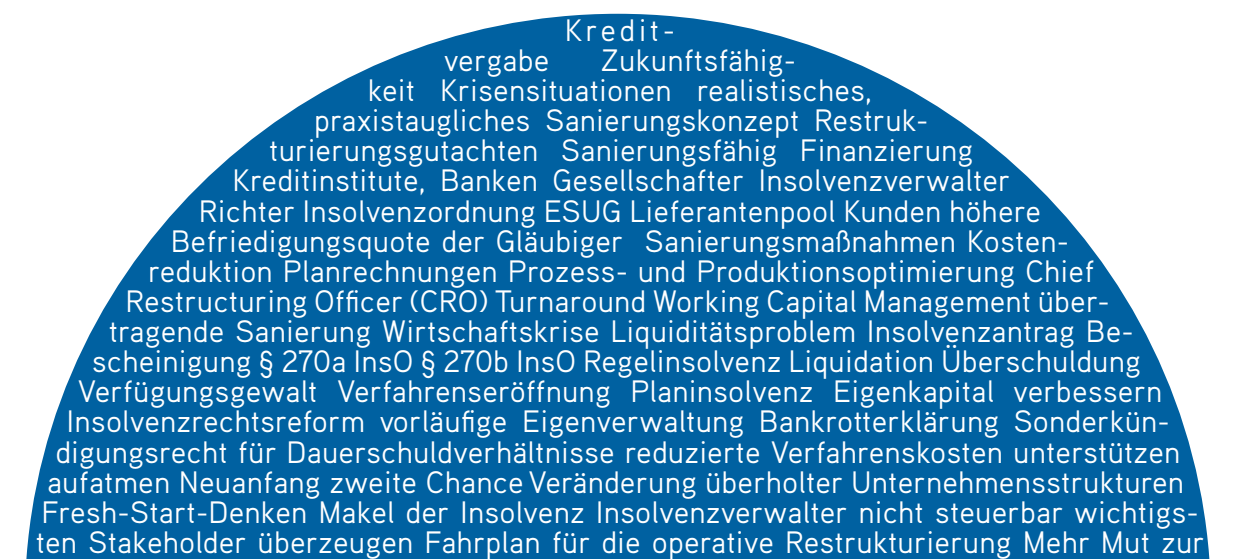 Kredit-
vergabe Zukunftsfähig-
keit Krisensituationen realistisches,
praxistaugliches Sanierungskonzept Restruk-
turierungsgutachten Sanierungsfähig Finanzierung
Kreditinstitute, Banken Gesellschafter Insolvenzverwalter
Richter Insolvenzordnung ESUG Lieferantenpool Kunden höhere
Befriedigungsquote der Gläubiger Sanierungsmaßnahmen Kosten-
reduktion Planrechnungen Prozess- und Produktionsoptimierung Chief
Restructuring Officer (CRO) Turnaround Working Capital Management über-
tragende Sanierung Wirtschaftskrise Liquiditätsproblem Insolvenzantrag Be-
scheinigung § 270a InsO § 270b InsO Regelinsolvenz Liquidation Überschuldung
Verfügungsgewalt Verfahrenseröffnung Planinsolvenz Eigenkapital verbessern
Insolvenzrechtsreform vorläufige Eigenverwaltung Bankrotterklärung Sonderkün-
digungsrecht für Dauerschuldverhältnisse reduzierte Verfahrenskosten unterstützen
aufatmen Neuanfang zweite Chance Veränderung überholter Unternehmensstrukturen
Fresh-Start-Denken Makel der Insolvenz Insolvenzverwalter nicht steuerbar wichtigs-
ten Stakeholder überzeugen Fahrplan für die operative Restrukturierung Mehr Mut zur